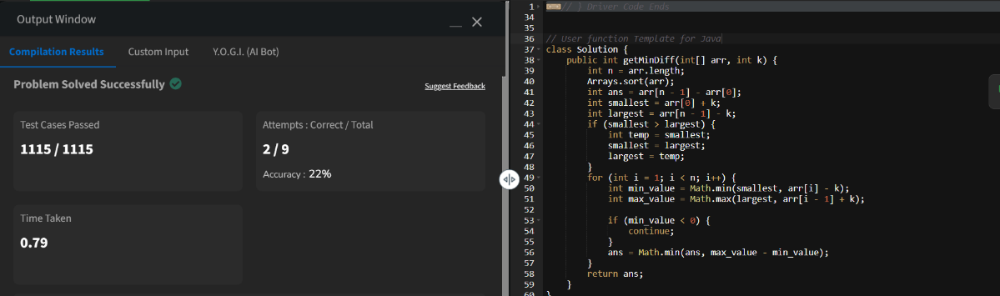 Output Window
Compilation Results Custom Input Y.O.G.I. (AI Bot)
Problem Solved Successfully
Suggest Feedback
Test Cases Passed
1115 / 1115
Attempts : Correct / Total
2 / 9
Accuracy : 22%
Time Taken
0.79
1 // } Driver Code Ends
34
35
36 // User function Template for Java
37 class Solution {
38     public int getMinDiff(int[] arr, int k) {
39         int n = arr.length;
40         Arrays.sort(arr);
41         int ans = arr[n - 1] - arr[0];
42         int smallest = arr[0] + k;
43         int largest = arr[n - 1] - k;
44         if (smallest > largest) {
45             int temp = smallest;
46             smallest = largest;
47             largest = temp;
48         }
49         for (int i = 1; i < n; i++) {
50             int min_value = Math.min(smallest, arr[i] - k);
51             int max_value = Math.max(largest, arr[i - 1] + k);
52
53             if (min_value < 0) {
54                 continue;
55             }
56             ans = Math.min(ans, max_value - min_value);
57         }
58         return ans;
59     }
60 }